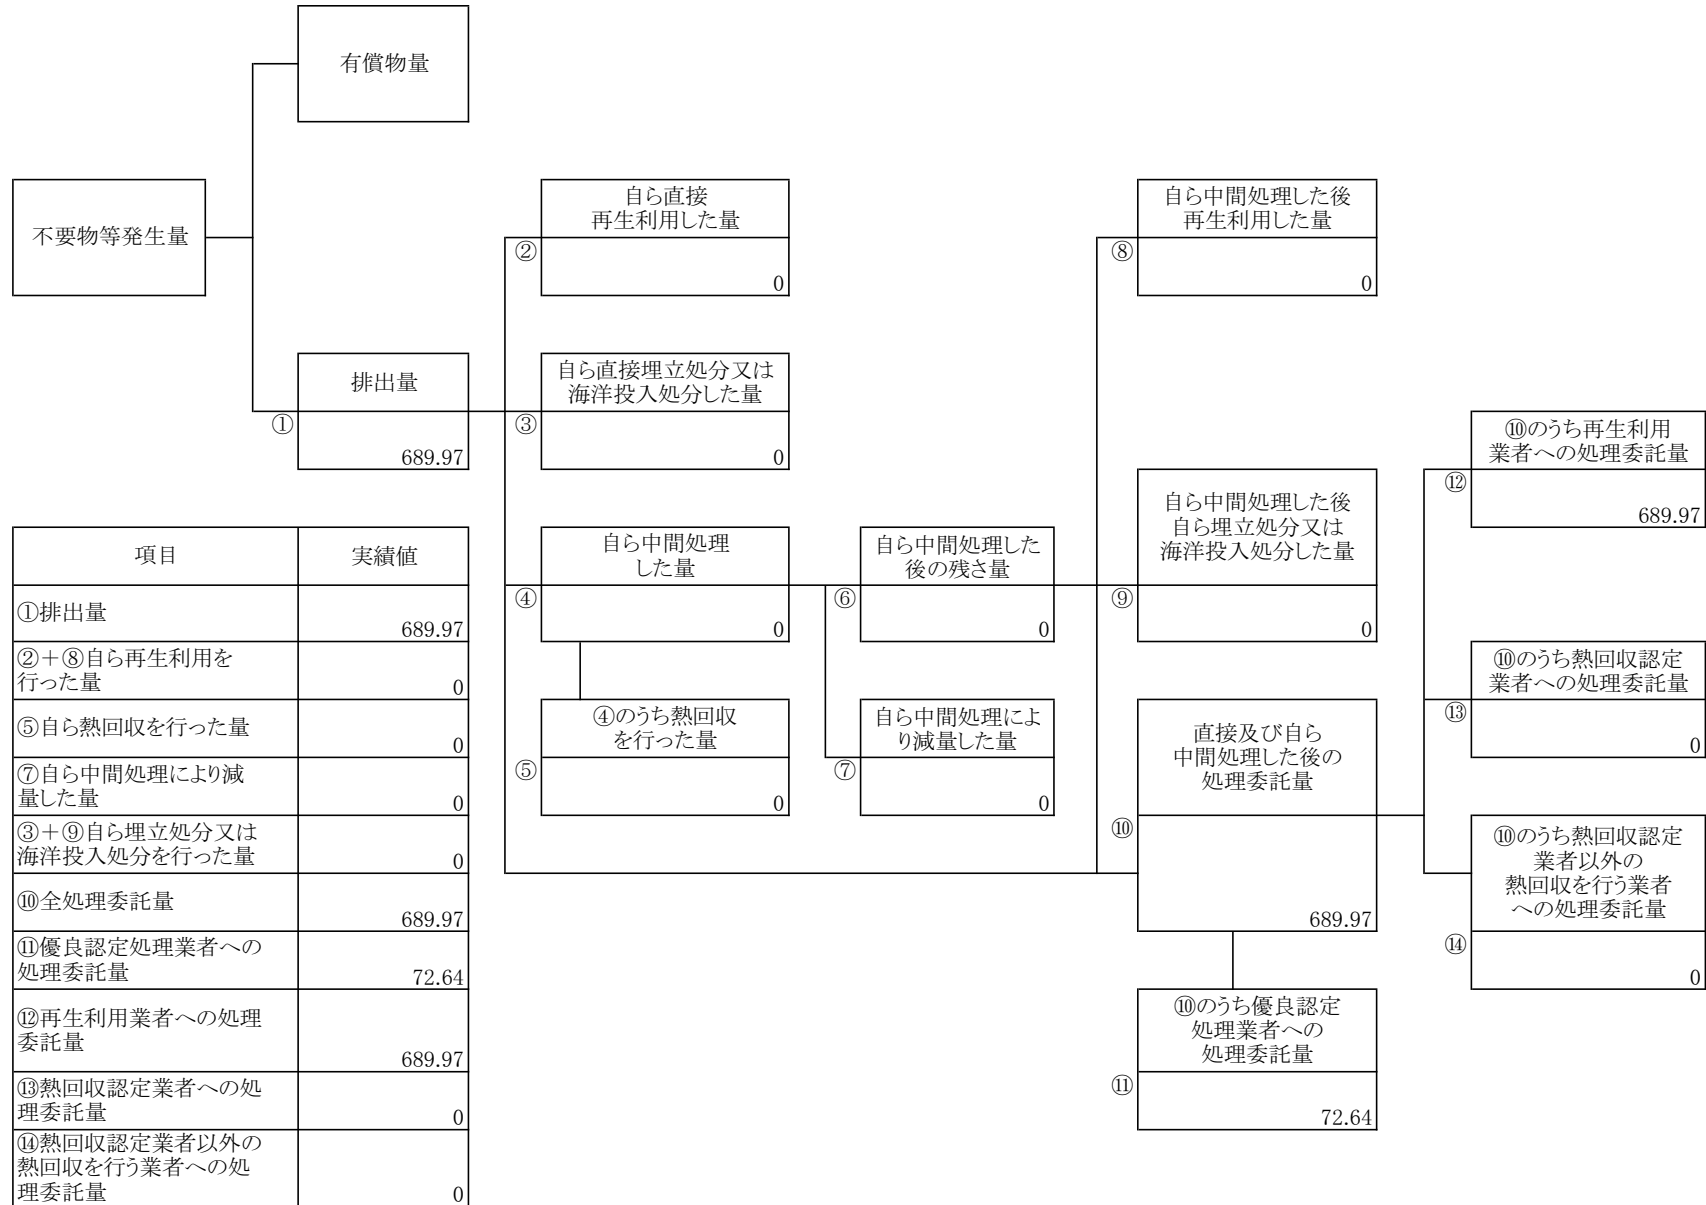 有償物量
不要物等発生量
排出量
①
689.97
自ら直接
再生利用した量
②
0
自ら直接埋立処分又は
海洋投入処分した量
③
0
自ら中間処理
した量
④
0
④のうち熱回収
を行った量
⑤
0
自ら中間処理した
後の残さ量
⑥
0
自ら中間処理によ
り減量した量
⑦
0
自ら中間処理した後
再生利用した量
⑧
0
自ら中間処理した後
自ら埋立処分又は
海洋投入処分した量
⑨
0
直接及び自ら
中間処理した後の
処理委託量
⑩
689.97
⑩のうち優良認定
処理業者への
処理委託量
⑪
72.64
⑩のうち再生利用
業者への処理委託量
⑫
689.97
⑩のうち熱回収認定
業者への処理委託量
⑬
0
⑩のうち熱回収認定
業者以外の
熱回収を行う業者
への処理委託量
⑭
0
項目 実績値
①排出量
689.97
②＋⑧自ら再生利用を
行った量
0
⑤自ら熱回収を行った量
0
⑦自ら中間処理により減
量した量
0
③＋⑨自ら埋立処分又は
海洋投入処分を行った量
0
⑩全処理委託量
689.97
⑪優良認定処理業者への
処理委託量
72.64
⑫再生利用業者への処理
委託量
689.97
⑬熱回収認定業者への処
理委託量
0
⑭熱回収認定業者以外の
熱回収を行う業者への処
理委託量
0